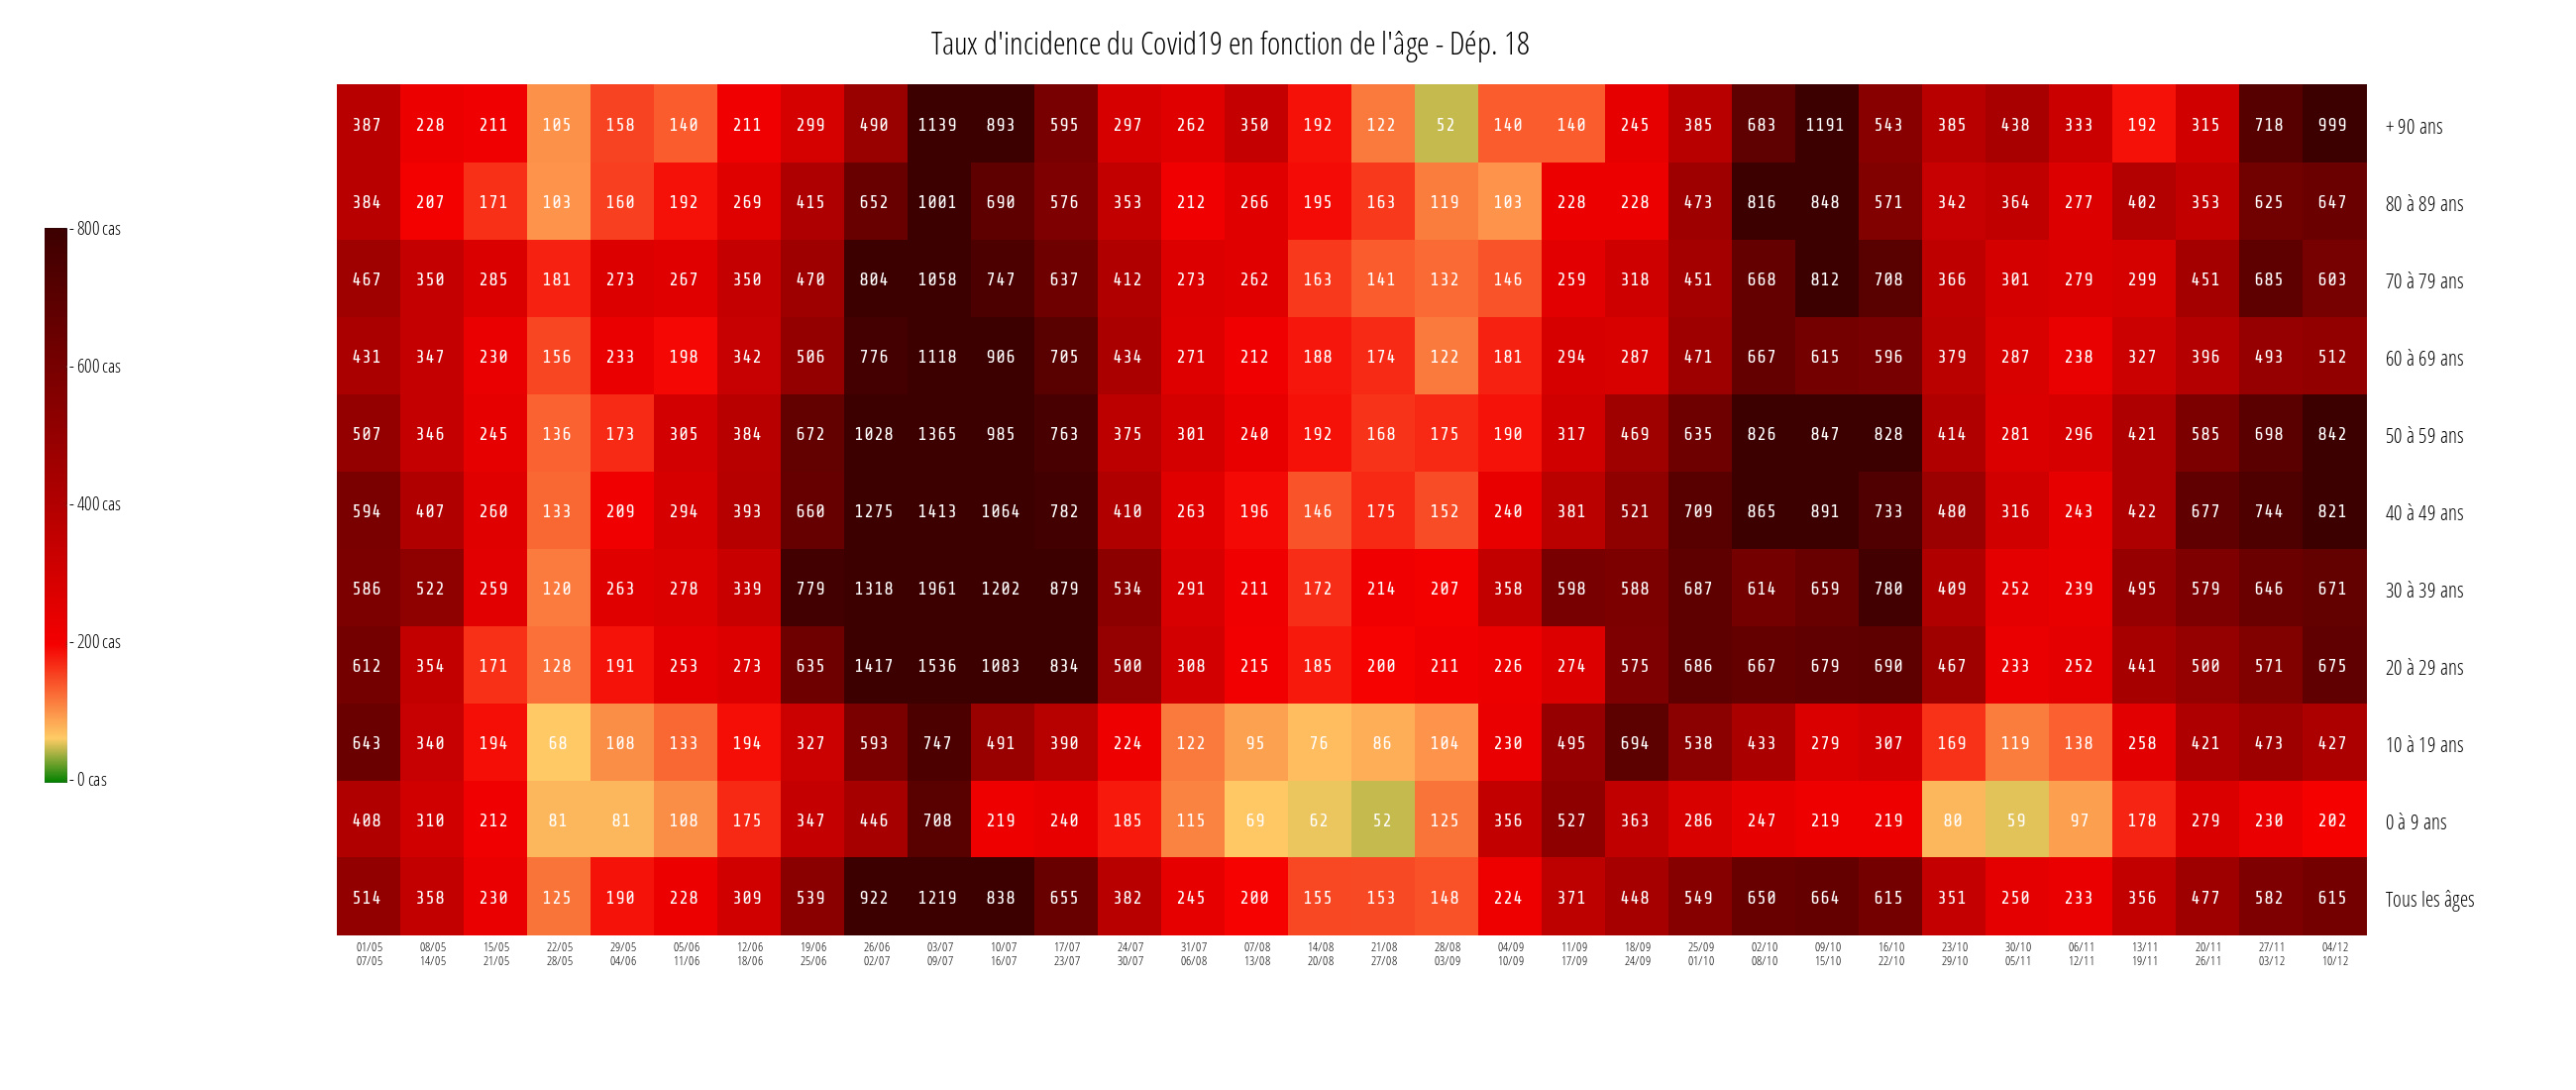 Taux d'incidence du Covid19 en fonction de l'âge - Dép. 18
- 800 cas
- 600 cas
- 400 cas
- 200 cas
- 0 cas
387 228 211 105 158 140 211 299 490 1139 893 595 297 262 350 192 122 52 140 140 245 385 683 1191 543 385 438 333 192 315 718 999 + 90 ans
384 207 171 103 160 192 269 415 652 1001 690 576 353 212 266 195 163 119 103 228 228 473 816 848 571 342 364 277 402 353 625 647 80 à 89 ans
467 350 285 181 273 267 350 470 804 1058 747 637 412 273 262 163 141 132 146 259 318 451 668 812 708 366 301 279 299 451 685 603 70 à 79 ans
431 347 230 156 233 198 342 506 776 1118 906 705 434 271 212 188 174 122 181 294 287 471 667 615 596 379 287 238 327 396 493 512 60 à 69 ans
507 346 245 136 173 305 384 672 1028 1365 985 763 375 301 240 192 168 175 190 317 469 635 826 847 828 414 281 296 421 585 698 842 50 à 59 ans
594 407 260 133 209 294 393 660 1275 1413 1064 782 410 263 196 146 175 152 240 381 521 709 865 891 733 480 316 243 422 677 744 821 40 à 49 ans
586 522 259 120 263 278 339 779 1318 1961 1202 879 534 291 211 172 214 207 358 598 588 687 614 659 780 409 252 239 495 579 646 671 30 à 39 ans
612 354 171 128 191 253 273 635 1417 1536 1083 834 500 308 215 185 200 211 226 274 575 686 667 679 690 467 233 252 441 500 571 675 20 à 29 ans
643 340 194 68 108 133 194 327 593 747 491 390 224 122 95 76 86 104 230 495 694 538 433 279 307 169 119 138 258 421 473 427 10 à 19 ans
408 310 212 81 81 108 175 347 446 708 219 240 185 115 69 62 52 125 356 527 363 286 247 219 219 80 59 97 178 279 230 202 0 à 9 ans
514 358 230 125 190 228 309 539 922 1219 838 655 382 245 200 155 153 148 224 371 448 549 650 664 615 351 250 233 356 477 582 615 Tous les âges
01/05 08/05 15/05 22/05 29/05 05/06 12/06 19/06 26/06 03/07 10/07 17/07 24/07 31/07 07/08 14/08 21/08 28/08 04/09 11/09 18/09 25/09 02/10 09/10 16/10 23/10 30/10 06/11 13/11 20/11 27/11 04/12
07/05 14/05 21/05 28/05 04/06 11/06 18/06 25/06 02/07 09/07 16/07 23/07 30/07 06/08 13/08 20/08 27/08 03/09 10/09 17/09 24/09 01/10 08/10 15/10 22/10 29/10 05/11 12/11 19/11 26/11 03/12 10/12